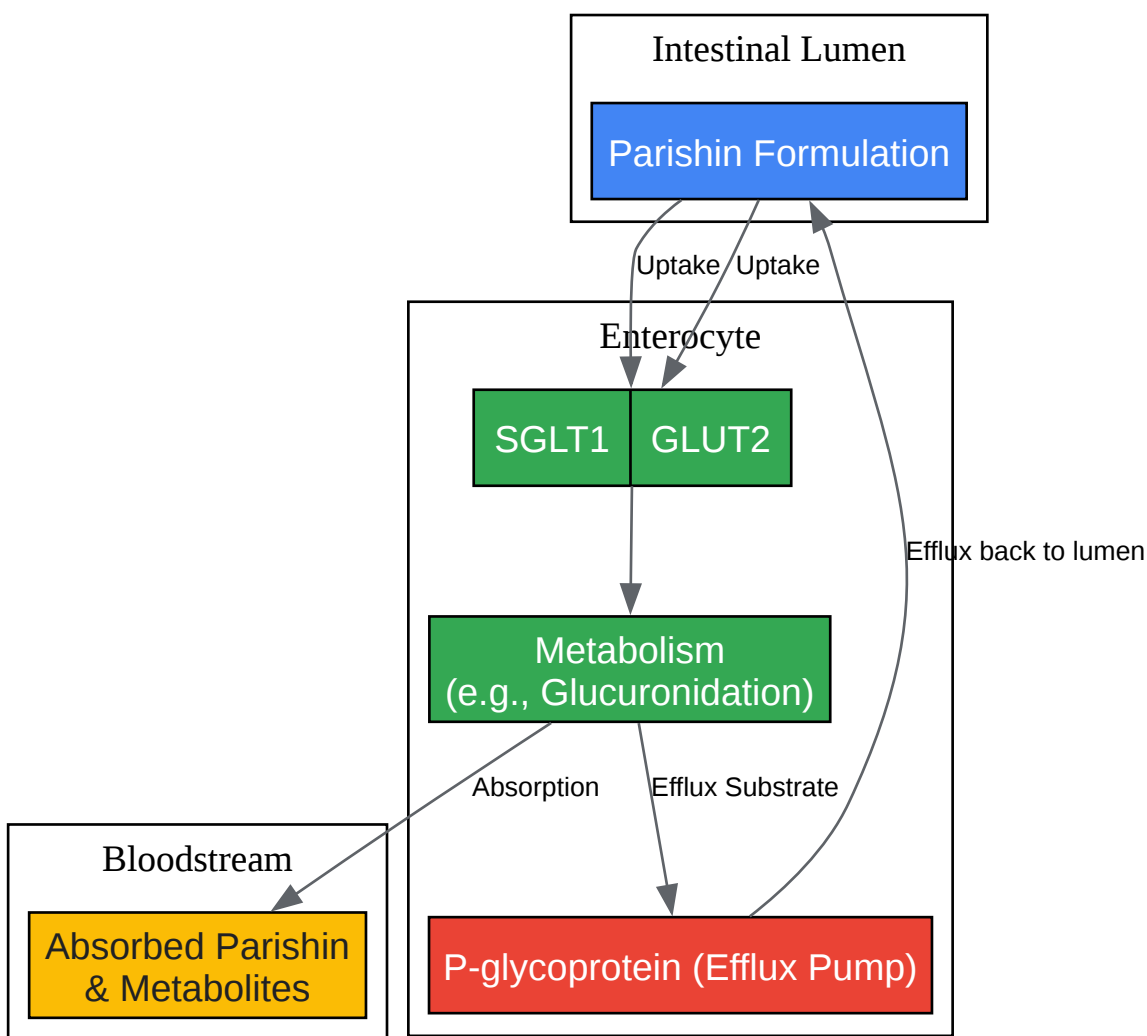 Intestinal Lumen
Parishin Formulation
Uptake
Uptake
Enterocyte
SGLT1
GLUT2
Efflux back to lumen
Metabolism
(e.g., Glucuronidation)
Absorption
Efflux Substrate
Bloodstream
Absorbed Parishin
& Metabolites
P-glycoprotein (Efflux Pump)